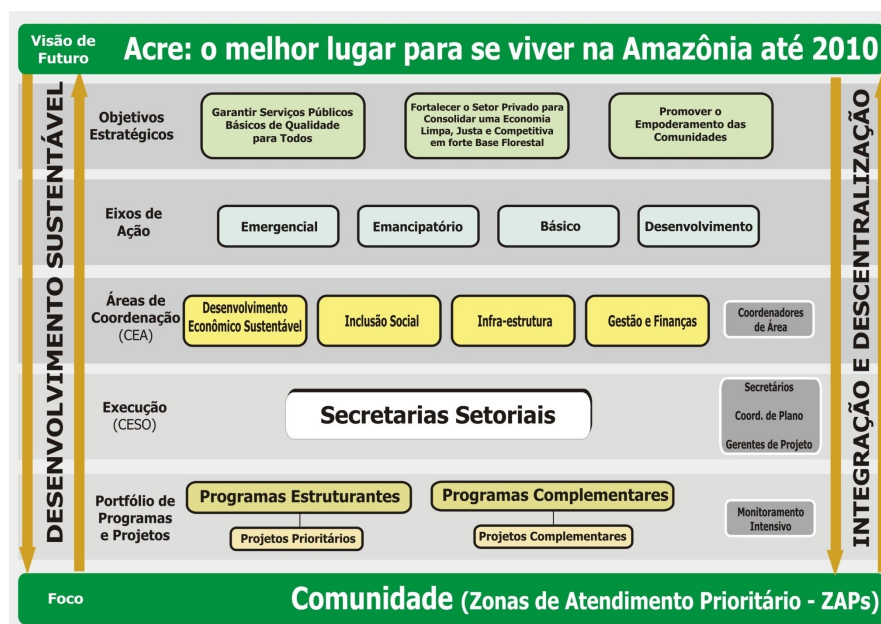 Visão de
Futuro
Acre: o melhor lugar para se viver na Amazônia até 2010
DESENVOLVIMENTO SUSTENTÁVEL
INTEGRAÇÃO E DESCENTRALIZAÇÃO
Objetivos
Estratégicos
Garantir Serviços Públicos
Básicos de Qualidade
para Todos
Fortalecer o Setor Privado para
Consolidar uma Economia
Limpa, Justa e Competitiva
em forte Base Florestal
Promover o
Empoderamento das
Comunidades
Eixos de
Ação
Emergencial
Emancipatório
Básico
Desenvolvimento
Áreas de
Coordenação
(CEA)
Desenvolvimento
Econômico Sustentável
Inclusão Social
Infra-estrutura
Gestão e Finanças
Coordenadores
de Área
Execução
(CESO)
Secretarias Setoriais
Secretários
Coord. de Plano
Gerentes de Projeto
Portfólio de
Programas
e Projetos
Programas Estruturantes
Projetos Prioritários
Programas Complementares
Projetos Complementares
Monitoramento
Intensivo
Foco
Comunidade (Zonas de Atendimento Prioritário - ZAPs)